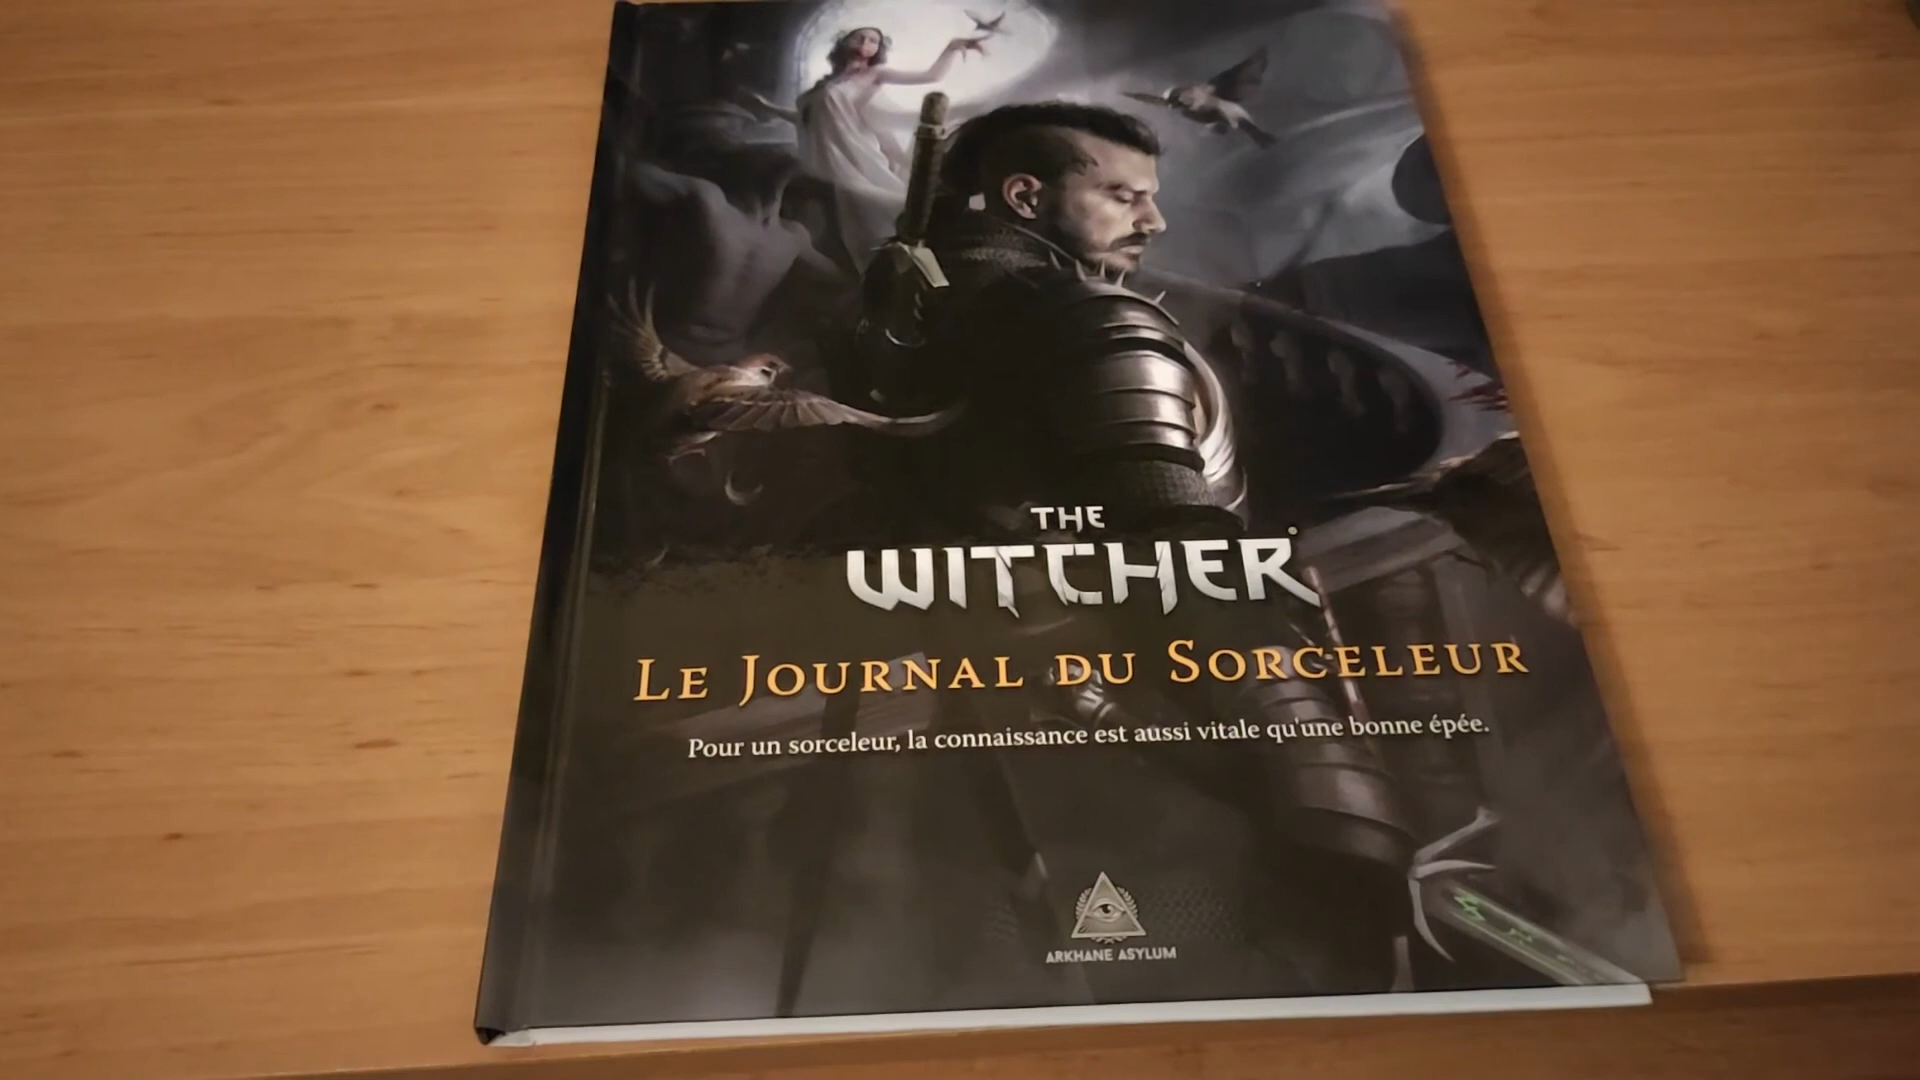 THE
WITCHER
LE JOURNAL DU SORCELEUR
Pour un sorceleur, la connaissance est aussi vitale qu'une bonne épée.
ARKHANE ASYLUM